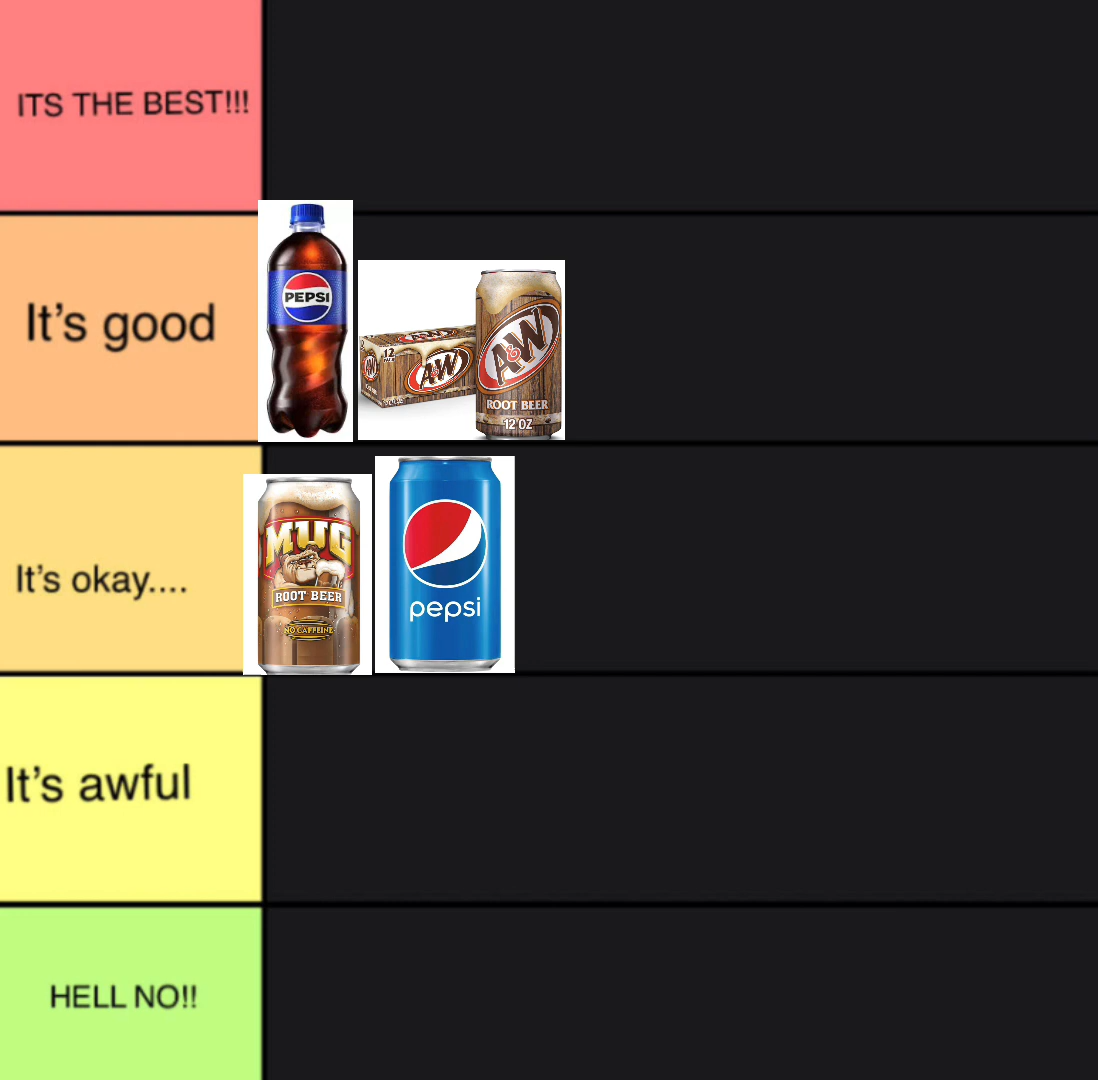 ITS THE BEST!!!
It's good
PEPSI
A&W
12
A&W
A&W
ROOT BEER
12 OZ
It's okay....
MUG
ROOT BEER
NO CAFFEINE
pepsi
It's awful
HELL NO!!